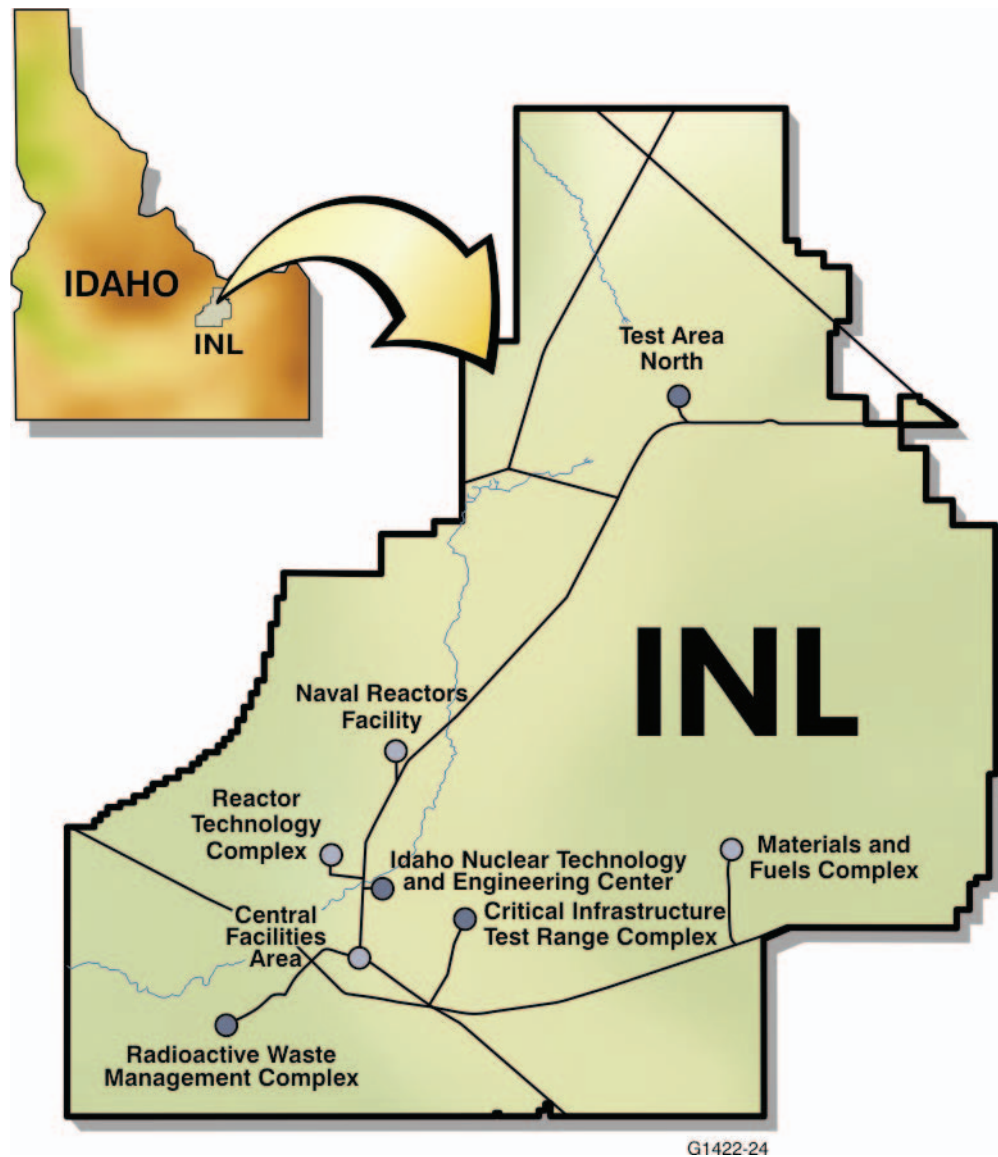 IDAHO
INL
Test Area
North
INL
Naval Reactors
Facility
Reactor
Technology
Complex
Idaho Nuclear Technology
and Engineering Center
Materials and
Fuels Complex
Central
Facilities
Area
Critical Infrastructure
Test Range Complex
Radioactive Waste
Management Complex
G1422-24